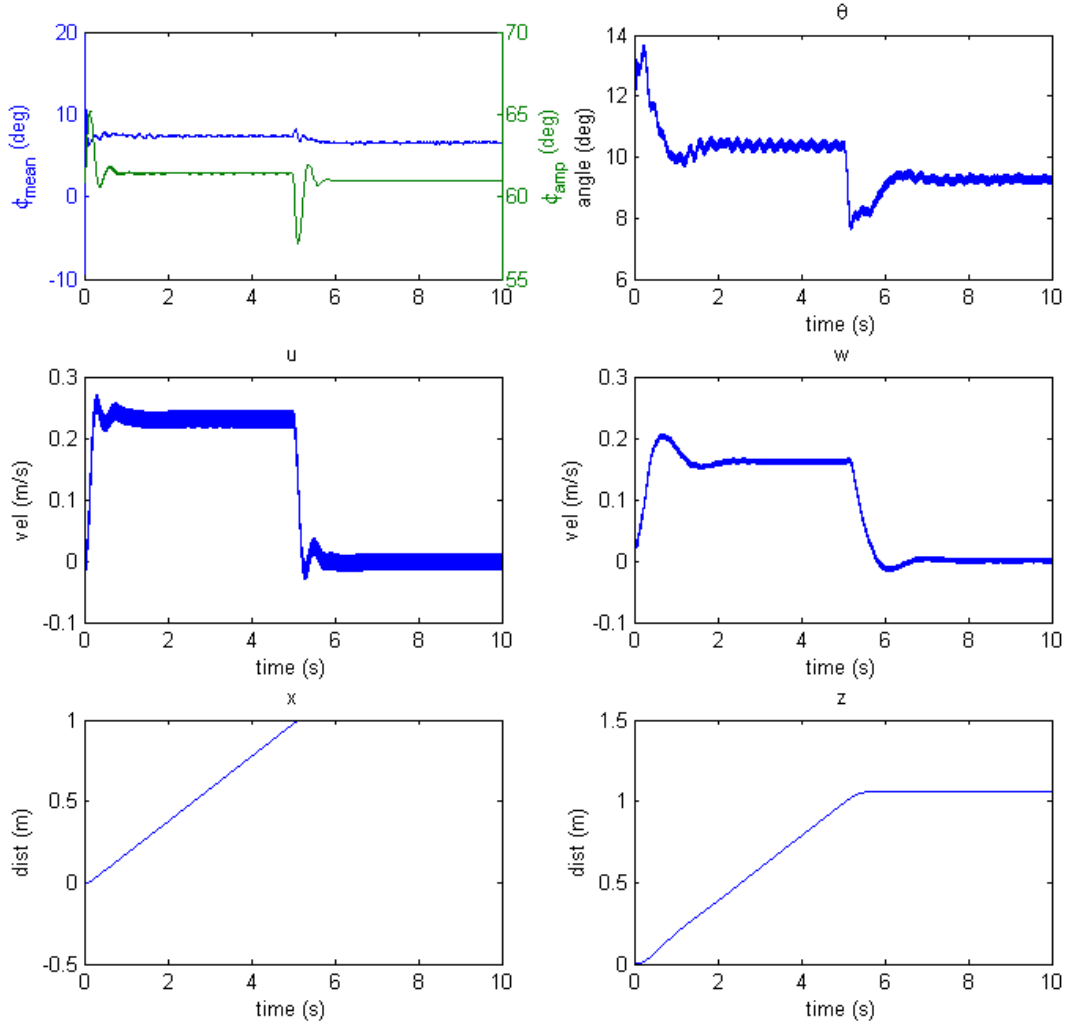 θ
20
10
0
-10
ϕmean (deg)
70
65
60
55
ϕamp (deg)
0 2 4 6 8 10
14
12
10
8
6
angle (deg)
0 2 4 6 8 10
time (s)
u
w
0.3
0.2
0.1
0
-0.1
vel (m/s)
0 2 4 6 8 10
time (s)
0.3
0.2
0.1
0
-0.1
vel (m/s)
0 2 4 6 8 10
time (s)
x
z
1
0.5
0
-0.5
dist (m)
0 2 4 6 8 10
time (s)
1.5
1
0.5
0
dist (m)
0 2 4 6 8 10
time (s)